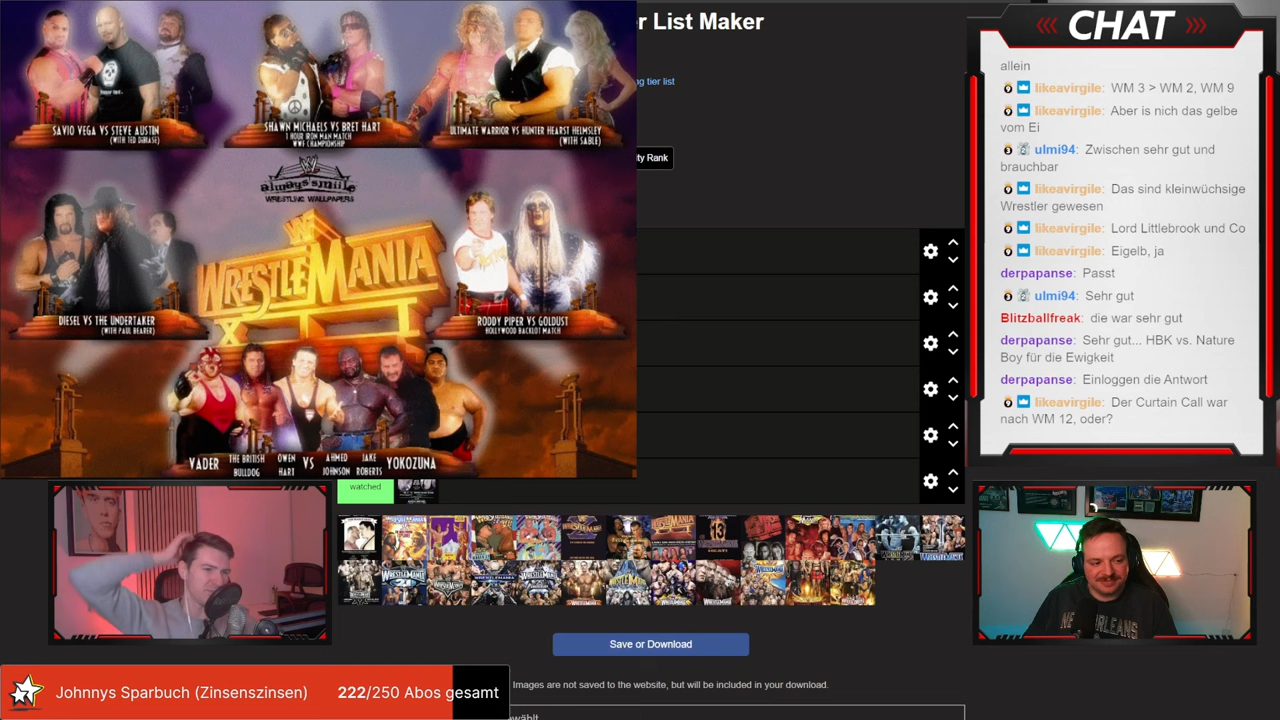 SAVIO VEGA VS STEVE AUSTIN
(WITH TED DIBIASE)
SHAWN MICHAELS VS BRET HART
1 HOUR IRON MAN MATCH
WWF CHAMPIONSHIP
ULTIMATE WARRIOR VS HUNTER HEARST HELMSLEY
(WITH SABLE)
always smile
WRESTLING WALLPAPERS
WRESTLEMANIA
XII
DIESEL VS THE UNDERTAKER
(WITH PAUL BEARER)
RODDY PIPER VS GOLDUST
HOLLYWOOD BACKLOT MATCH
VADER THE BRITISH BULLDOG OWEN HART VS AHMED JOHNSON JAKE ROBERTS YOKOZUNA
r List Maker
ng tier list
ity Rank
watched
Save or Download
Images are not saved to the website, but will be included in your download.
ewählt
Johnnys Sparbuch (Zinsenszinsen) 222/250 Abos gesamt
CHAT
allein
likeavirgile: WM 3 > WM 2, WM 9
likeavirgile: Aber is nich das gelbe
vom Ei
ulmi94: Zwischen sehr gut und
brauchbar
likeavirgile: Das sind kleinwüchsige
Wrestler gewesen
likeavirgile: Lord Littlebrook und Co
likeavirgile: Eigelb, ja
derpapanse: Passt
ulmi94: Sehr gut
Blitzballfreak: die war sehr gut
derpapanse: Sehr gut... HBK vs. Nature
Boy für die Ewigkeit
derpapanse: Einloggen die Antwort
likeavirgile: Der Curtain Call war
nach WM 12, oder?